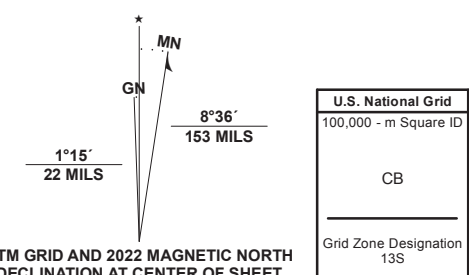 MN
GN
8°36´
153 MILS
1°15´
22 MILS
TM GRID AND 2022 MAGNETIC NORTH
DECLINATION AT CENTER OF SHEET
U.S. National Grid
100,000 - m Square ID
CB
Grid Zone Designation
13S